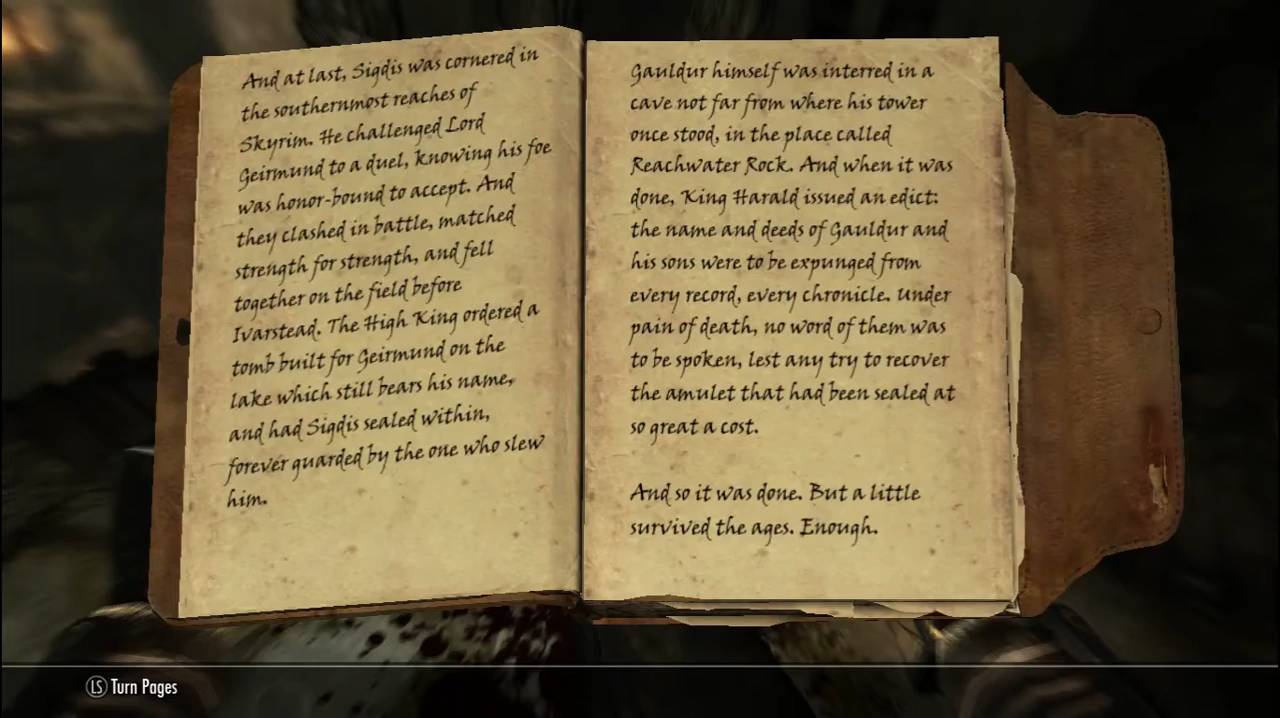 And at last, Sigdis was cornered in
the southernmost reaches of
Skyrim. He challenged Lord
Geirmund to a duel, knowing his foe
was honor-bound to accept. And
they clashed in battle, matched
strength for strength, and fell
together on the field before
Ivarstead. The High King ordered a
tomb built for Geirmund on the
lake which still bears his name,
and had Sigdis sealed within,
forever guarded by the one who slew
him.
Gauldur himself was interred in a
cave not far from where his tower
once stood, in the place called
Reachwater Rock. And when it was
done, King Harald issued an edict:
the name and deeds of Gauldur and
his sons were to be expunged from
every record, every chronicle. Under
pain of death, no word of them was
to be spoken, lest any try to recover
the amulet that had been sealed at
so great a cost.
And so it was done. But a little
survived the ages. Enough.
LS Turn Pages